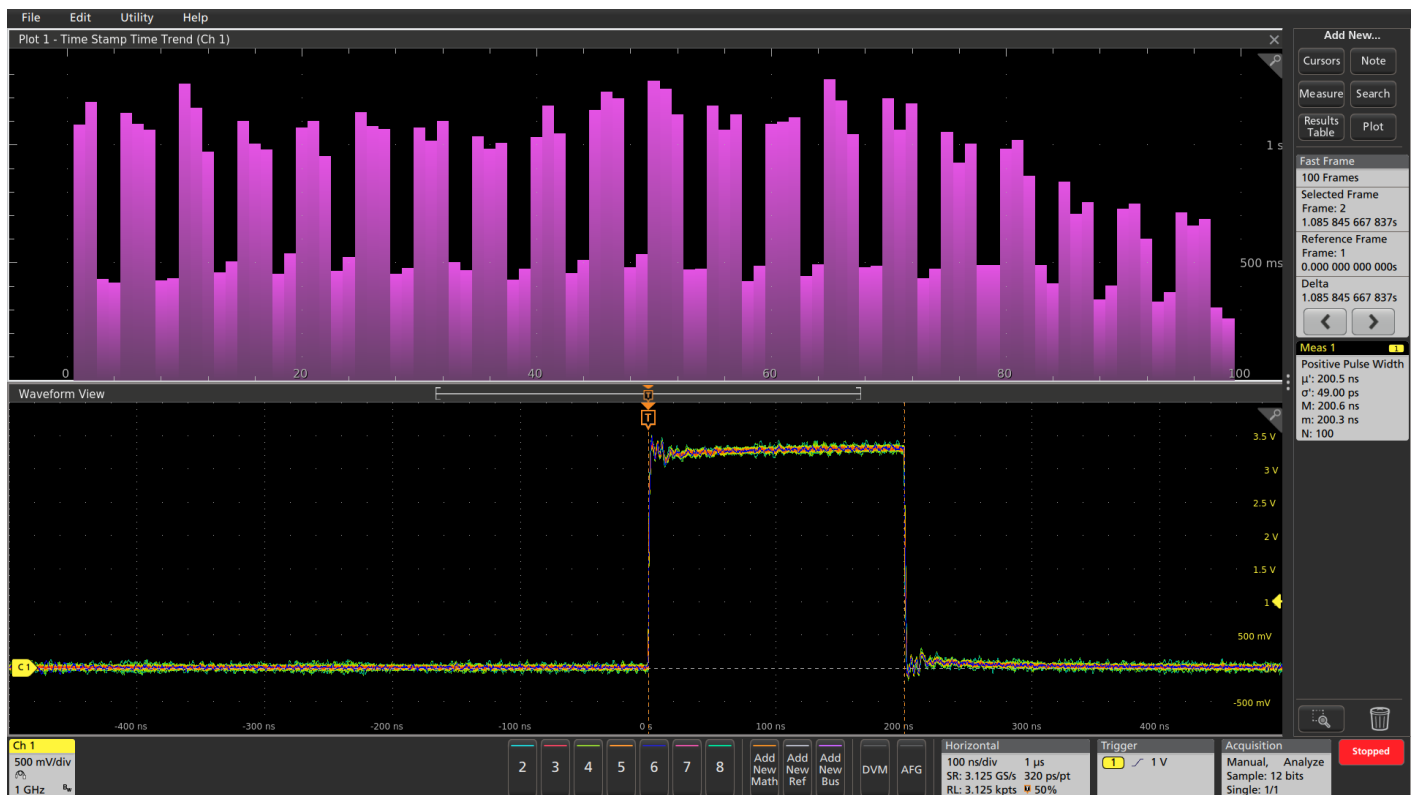 File Edit Utility Help
Plot 1 - Time Stamp Time Trend (Ch 1)
1 s
500 ms
0 20 40 60 80 100
Waveform View
T
T
3.5 V
3 V
2.5 V
2 V
1.5 V
1
500 mV
C 1
-500 mV
-400 ns -300 ns -200 ns -100 ns 0 s 100 ns 200 ns 300 ns 400 ns
Add New...
Cursors Note
Measure Search
Results Table Plot
Fast Frame
100 Frames
Selected Frame
Frame: 2
1.085 845 667 837s
Reference Frame
Frame: 1
0.000 000 000 000s
Delta
1.085 845 667 837s
Meas 1 1
Positive Pulse Width
µ': 200.5 ns
σ': 49.00 ps
M: 200.6 ns
m: 200.3 ns
N: 100
Ch 1
500 mV/div
1 GHz Bw
2 3 4 5 6 7 8
Add New Math
Add New Ref
Add New Bus
DVM AFG
Horizontal
100 ns/div 1 µs
SR: 3.125 GS/s 320 ps/pt
RL: 3.125 kpts 50%
Trigger
1 1 V
Acquisition
Manual, Analyze
Sample: 12 bits
Single: 1/1
Stopped